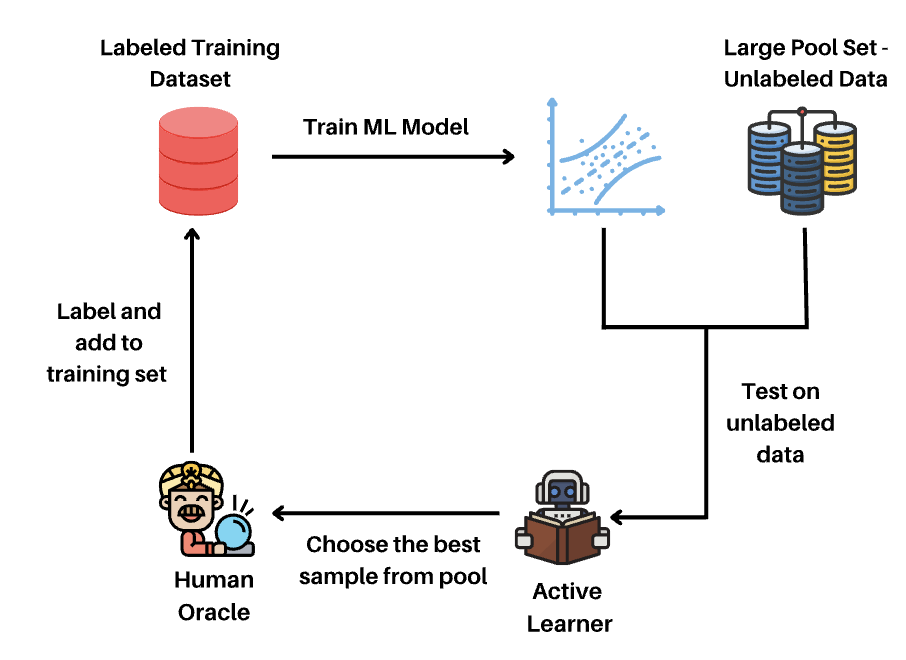 Labeled Training
Dataset
Large Pool Set -
Unlabeled Data
Train ML Model
Label and
add to
training set
Test on
unlabeled
data
Choose the best
sample from pool
Human
Oracle
Active
Learner